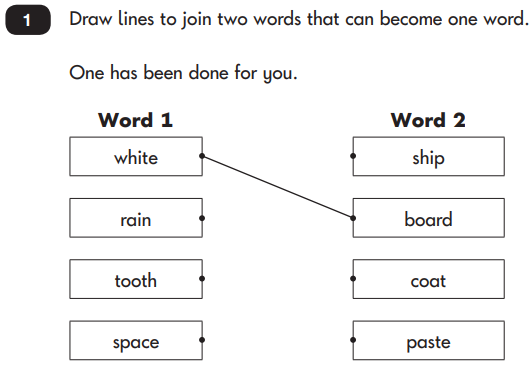 1 Draw lines to join two words that can become one word.
One has been done for you.
Word 1 Word 2
white ship
rain board
tooth coat
space paste